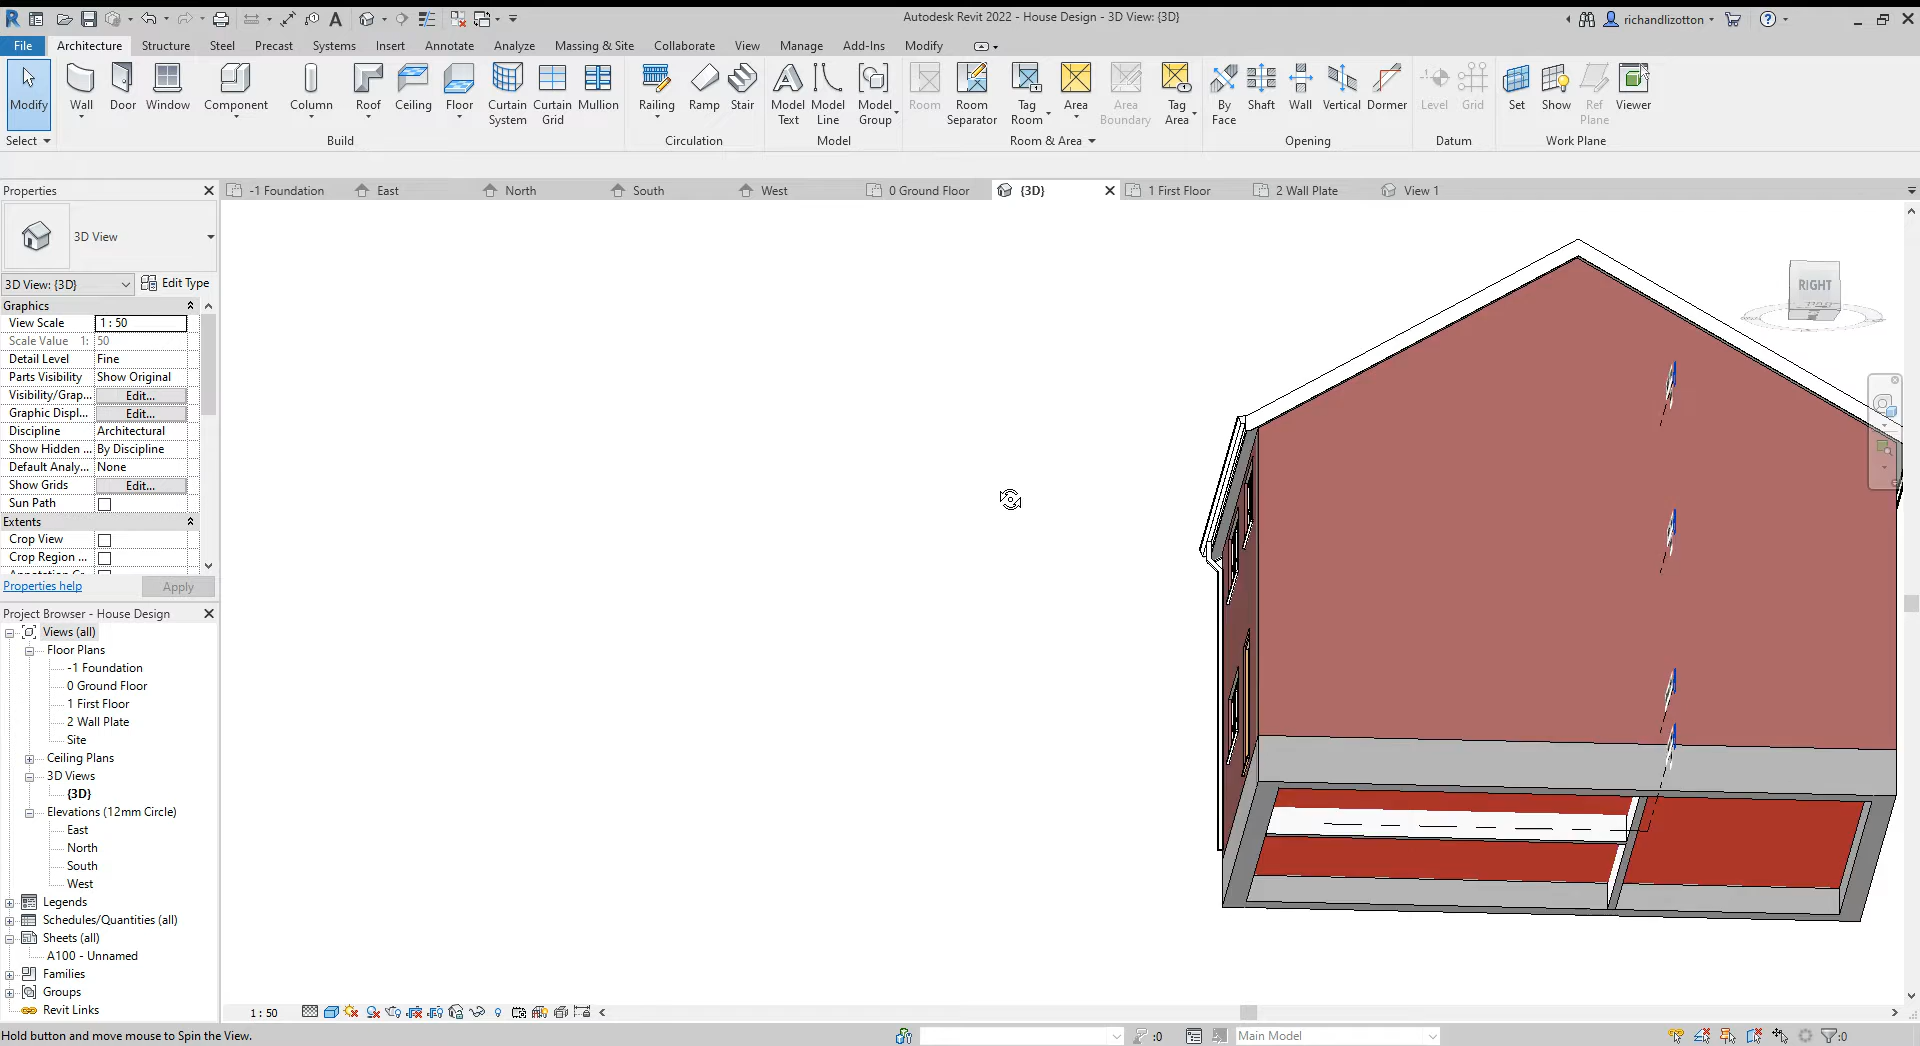 Autodesk Revit 2022 - House Design - 3D View: {3D}
richandlizotton
File Architecture Structure Steel Precast Systems Insert Annotate Analyze Massing & Site Collaborate View Manage Add-Ins Modify
Modify Wall Door Window Component Column Roof Ceiling Floor Curtain System Curtain Grid Mullion Railing Ramp Stair Model Text Model Line Model Group Room Room Separator Tag Room Area Area Boundary Tag Area By Face Shaft Wall Vertical Dormer Level Grid Set Show Ref Plane Viewer
Select Build Circulation Model Room & Area Opening Datum Work Plane
Properties
-1 Foundation East North South West 0 Ground Floor {3D} 1 First Floor 2 Wall Plate View 1
3D View
3D View: {3D} Edit Type
Graphics
View Scale 1 : 50
Scale Value 1: 50
Detail Level Fine
Parts Visibility Show Original
Visibility/Grap... Edit...
Graphic Displ... Edit...
Discipline Architectural
Show Hidden ... By Discipline
Default Analy... None
Show Grids Edit...
Sun Path
Extents
Crop View
Crop Region ...
Properties help Apply
Project Browser - House Design
Views (all)
Floor Plans
-1 Foundation
0 Ground Floor
1 First Floor
2 Wall Plate
Site
Ceiling Plans
3D Views
{3D}
Elevations (12mm Circle)
East
North
South
West
Legends
Schedules/Quantities (all)
Sheets (all)
A100 - Unnamed
Families
Groups
Revit Links
RIGHT
1 : 50
Hold button and move mouse to Spin the View.
:0
Main Model
:0